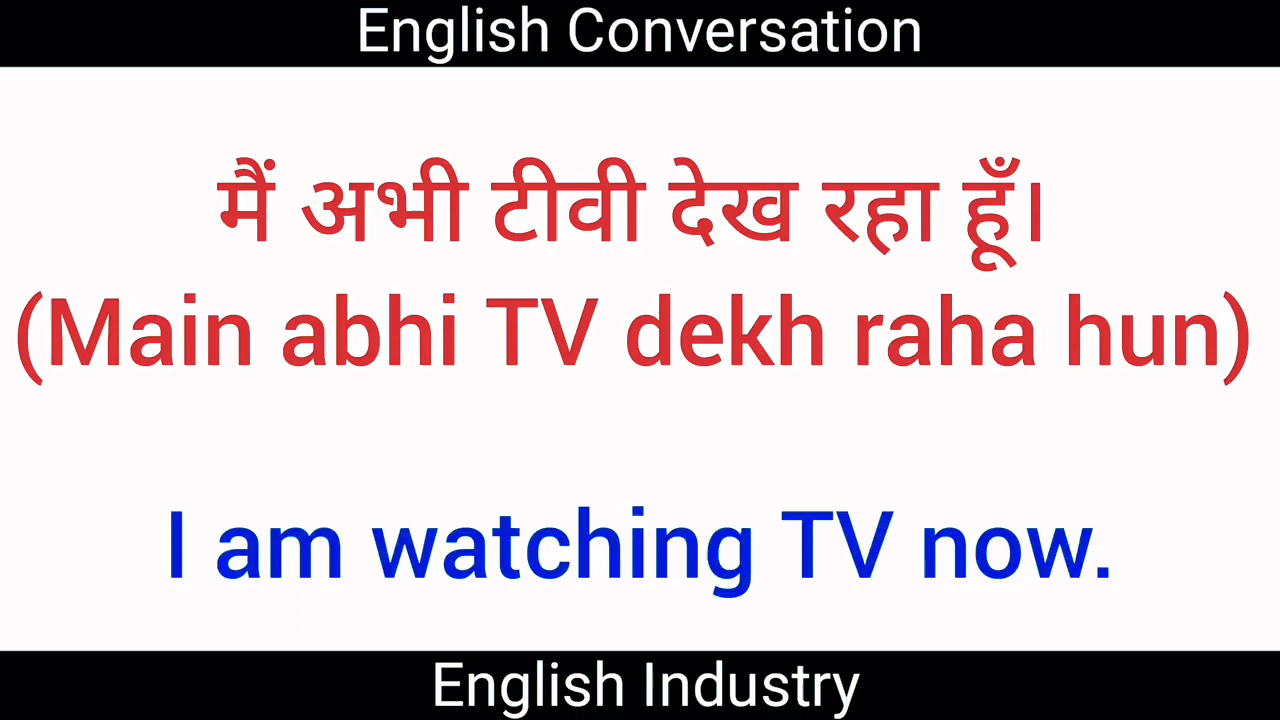 English Conversation
मैं अभी टीवी देख रहा हूँ।
(Main abhi TV dekh raha hun)
I am watching TV now.
English Industry